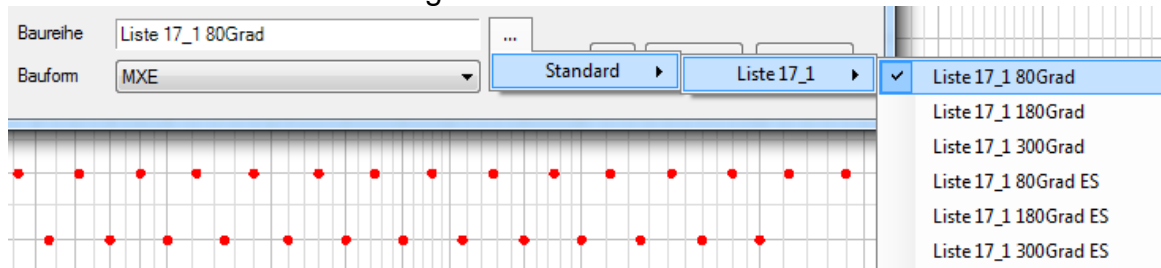 Baureihe Liste 17_1 80Grad ...
Bauform MXE Standard Liste 17_1 Liste 17_1 80Grad
Liste 17_1 180Grad
Liste 17_1 300Grad
Liste 17_1 80Grad ES
Liste 17_1 180Grad ES
Liste 17_1 300Grad ES